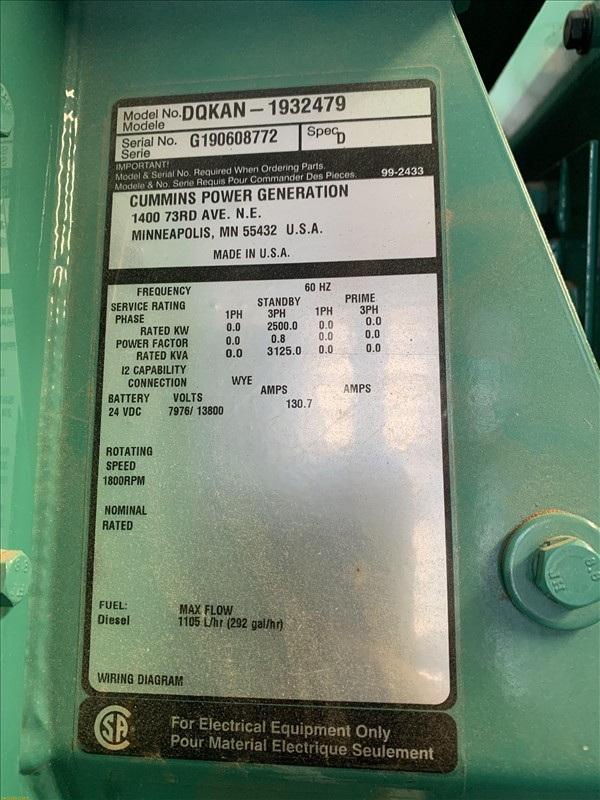 Model No. DQKAN - 1932479
Modele
Serial No. G190608772 Spec D
Serie
IMPORTANT!
Model & Serial No. Required When Ordering Parts.
Modele & No. Serie Requis Pour Commander Des Pieces. 99-2433
CUMMINS POWER GENERATION
1400 73RD AVE. N.E.
MINNEAPOLIS, MN 55432 U.S.A.
MADE IN U.S.A.
FREQUENCY 60 HZ
SERVICE RATING STANDBY PRIME
PHASE 1PH 3PH 1PH 3PH
RATED KW 0.0 2500.0 0.0 0.0
POWER FACTOR 0.0 0.8 0.0 0.0
RATED KVA 0.0 3125.0 0.0 0.0
I2 CAPABILITY
CONNECTION WYE
BATTERY VOLTS AMPS AMPS
24 VDC 7976/ 13800 130.7
ROTATING
SPEED
1800RPM
NOMINAL
RATED
FUEL: MAX FLOW
Diesel 1105 L/hr (292 gal/hr)
WIRING DIAGRAM
SA
For Electrical Equipment Only
Pour Material Electrique Seulement
8.8
JH